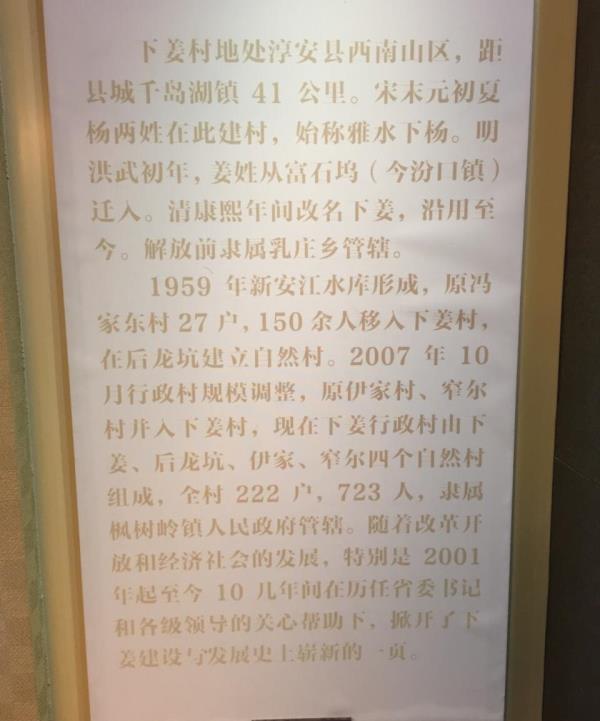 下姜村地处淳安县西南山区，距
县城千岛湖镇 41 公里。宋末元初夏
杨两姓在此建村，始称雅水下杨。明
洪武初年，姜姓从富石坞（今汾口镇）
迁入。清康熙年间改名下姜，沿用至
今。解放前隶属乳庄乡管辖。
1959 年新安江水库形成，原冯
家东村 27 户，150 余人移入下姜村，
在后龙坑建立自然村。2007 年 10
月行政村规模调整，原伊家村、窄尔
村并入下姜村，现在下姜行政村由下
姜、后龙坑、伊家、窄尔四个自然村
组成，全村 222 户，723 人，隶属
枫树岭镇人民政府管辖。随着改革开
放和经济社会的发展，特别是 2001
年起至今 10 几年间在历任省委书记
和各级领导的关心帮助下，掀开了下
姜建设与发展史上崭新的一页。